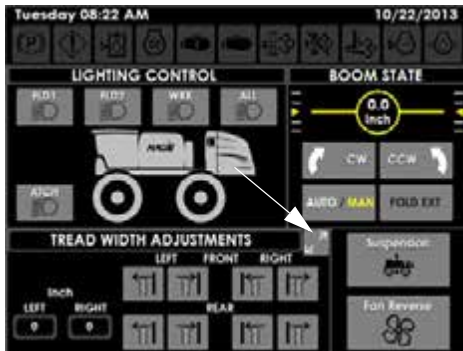 Tuesday 08:22 AM 10/22/2013
(P)
LIGHTING CONTROL
FLD1 FLD2 WRK ALL
HAGIE
ATCH
BOOM STATE
0.0
Inch
CW CCW
AUTO / MAN FOLD EXT
TREAD WIDTH ADJUSTMENTS
LEFT FRONT RIGHT
Inch
LEFT RIGHT
REAR
0 0
Suspension
Fan Reverse